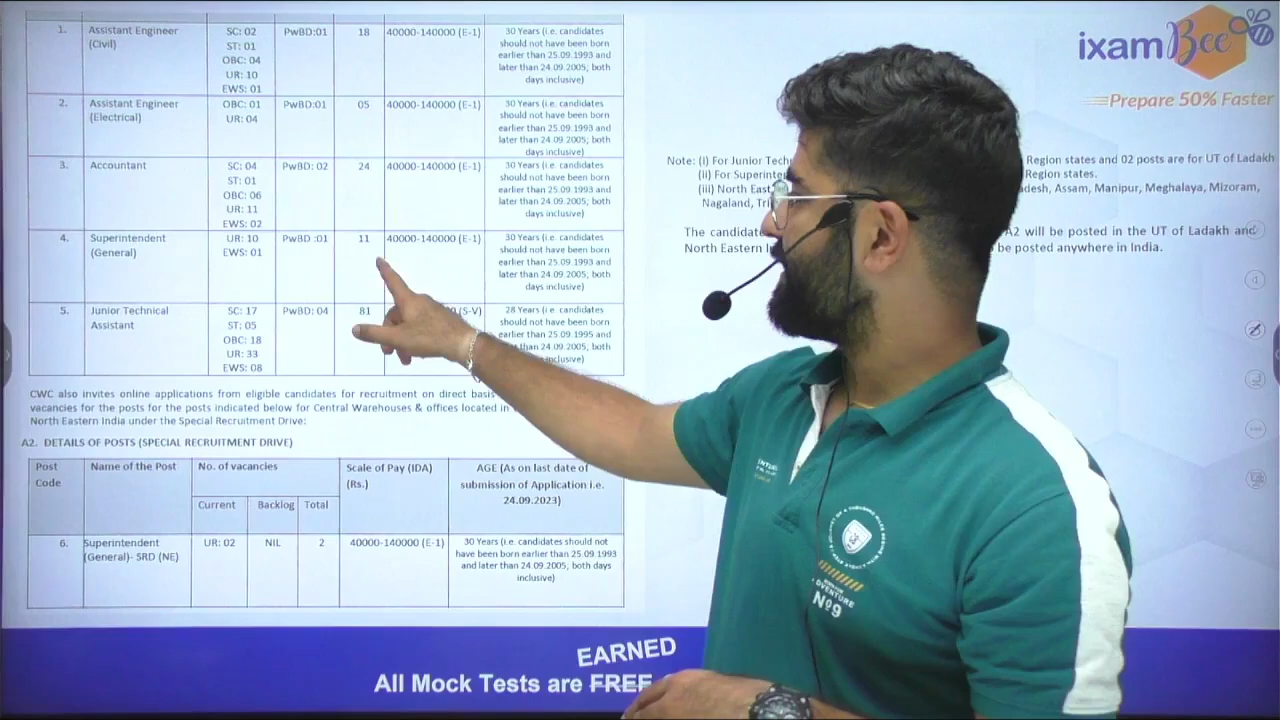 ixamBee
Prepare 50% Faster
1. Assistant Engineer SC: 02 PwBD:01 18 40000-140000 (E-1) 30 Years (i.e. candidates
(Civil) ST: 01 should not have been born
OBC: 04 earlier than 25.09.1993 and
UR: 10 later than 24.09.2005; both
EWS: 01 days inclusive)
2. Assistant Engineer OBC: 01 PwBD:01 05 40000-140000 (E-1) 30 Years (i.e. candidates
(Electrical) UR: 04 should not have been born
earlier than 25.09.1993 and
later than 24.09.2005; both
days inclusive)
3. Accountant SC: 04 PwBD: 02 24 40000-140000 (E-1) 30 Years (i.e. candidates
ST: 01 should not have been born
OBC: 06 earlier than 25.09.1993 and
UR: 11 later than 24.09.2005; both
EWS: 02 days inclusive)
4. Superintendent UR: 10 PwBD :01 11 40000-140000 (E-1) 30 Years (i.e. candidates
(General) EWS: 01 should not have been born
earlier than 25.09.1993 and
later than 24.09.2005; both
days inclusive)
5. Junior Technical SC: 17 PwBD: 04 81 (S-V) 28 Years (i.e. candidates
Assistant ST: 05 should not have been born
OBC: 18 earlier than 25.09.1995 and
UR: 33 than 24.09.2005; both
EWS: 08 inclusive)
CWC also invites online applications from eligible candidates for recruitment on direct basis
vacancies for the posts for the posts indicated below for Central Warehouses & offices located in
North Eastern India under the Special Recruitment Drive:
A2. DETAILS OF POSTS (SPECIAL RECRUITMENT DRIVE)
Post Name of the Post No. of vacancies Scale of Pay (IDA) AGE (As on last date of
Code (Rs.) submission of Application i.e.
Current Backlog Total 24.09.2023)
6. Superintendent UR: 02 NIL 2 40000-140000 (E-1) 30 Years (i.e. candidates should not
(General)- SRD (NE) have been born earlier than 25.09.1993
and later than 24.09.2005; both days
inclusive)
Note: (i) For Junior Region states and 02 posts are for UT of Ladakh
(ii) For Region states.
(iii) North Assam, Manipur, Meghalaya, Mizoram,
Nagaland,
The A2 will be posted in the UT of Ladakh and
North Eastern be posted anywhere in India.
EARNED
All Mock Tests are FREE
ADVENTURE
Nº9